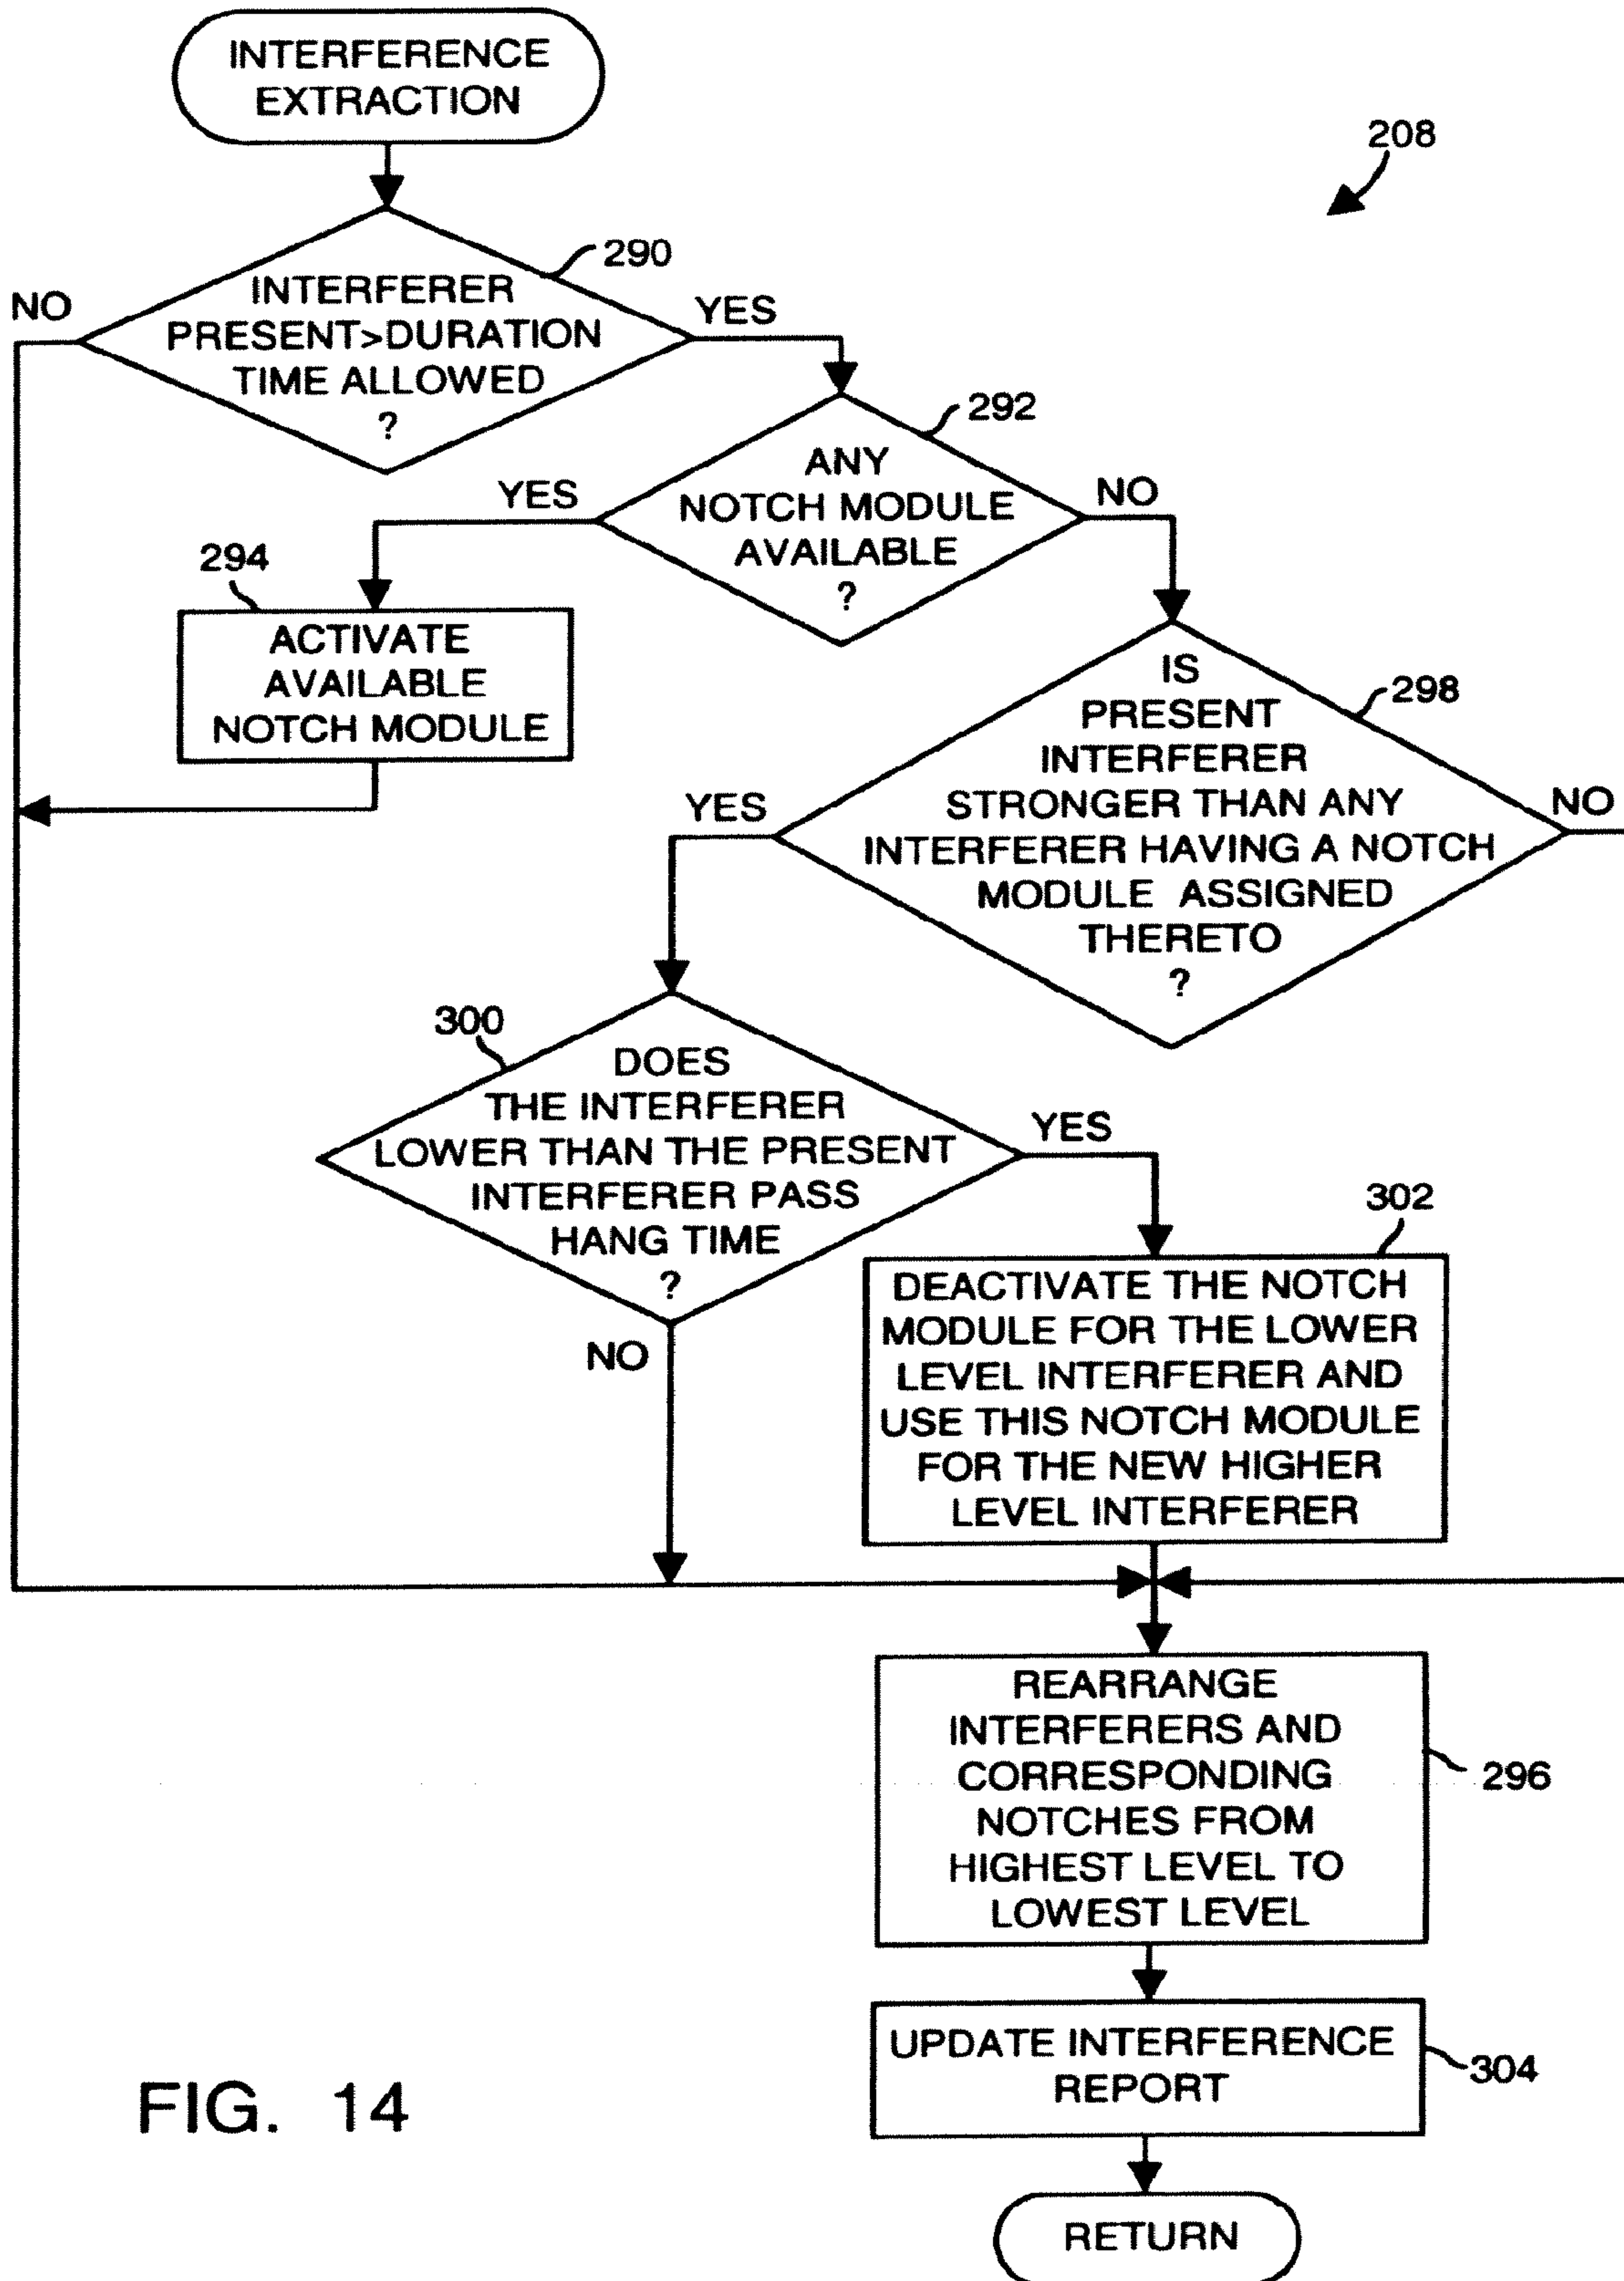 INTERFERENCE
EXTRACTION
208
290
NO
INTERFERER
PRESENT>DURATION
TIME ALLOWED
?
YES
292
ANY
NOTCH MODULE
AVAILABLE
?
YES
NO
294
ACTIVATE
AVAILABLE
NOTCH MODULE
298
IS
PRESENT
INTERFERER
STRONGER THAN ANY
INTERFERER HAVING A NOTCH
MODULE ASSIGNED
THERETO
?
YES
NO
300
DOES
THE INTERFERER
LOWER THAN THE PRESENT
INTERFERER PASS
HANG TIME
?
YES
NO
302
DEACTIVATE THE NOTCH
MODULE FOR THE LOWER
LEVEL INTERFERER AND
USE THIS NOTCH MODULE
FOR THE NEW HIGHER
LEVEL INTERFERER
REARRANGE
INTERFERERS AND
CORRESPONDING
NOTCHES FROM
HIGHEST LEVEL TO
LOWEST LEVEL
296
UPDATE INTERFERENCE
REPORT
304
FIG. 14
RETURN